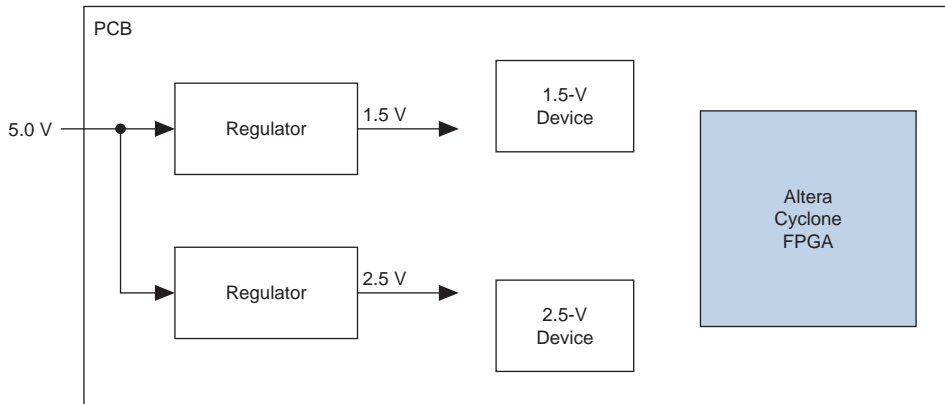 PCB
5.0 V
Regulator
1.5 V
1.5-V
Device
Altera
Cyclone
FPGA
Regulator
2.5 V
2.5-V
Device